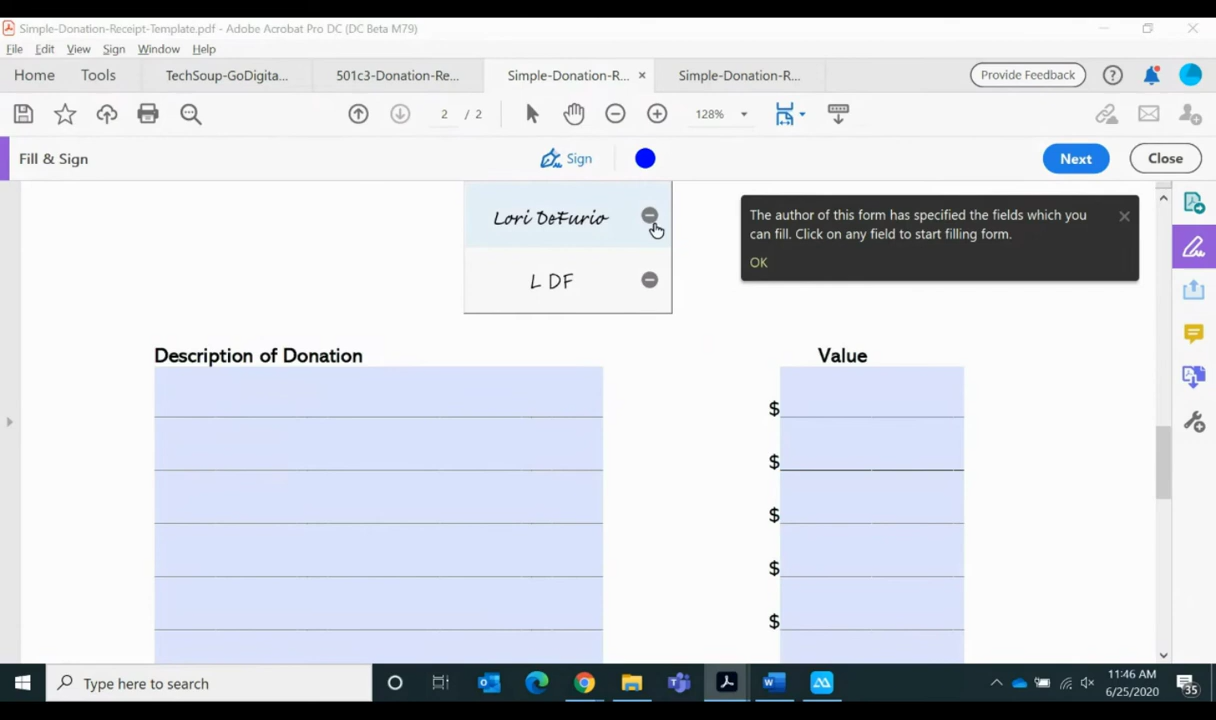 Simple-Donation-Receipt-Template.pdf - Adobe Acrobat Pro DC (DC Beta M79)
File Edit View Sign Window Help
Home Tools TechSoup-GoDigita... 501c3-Donation-Re... Simple-Donation-R... × Simple-Donation-R... Provide Feedback
2 / 2 128%
Fill & Sign Sign Next Close
Lori DeFurio
The author of this form has specified the fields which you
can fill. Click on any field to start filling form.
OK
L DF
Description of Donation Value
$
$
$
$
$
Type here to search
11:46 AM
6/25/2020
35